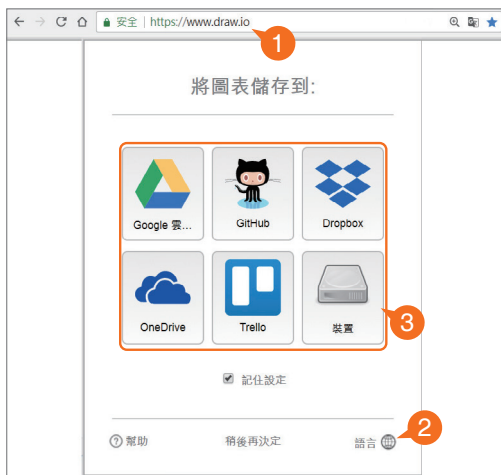 安全 | https://www.draw.io
1
將圖表儲存到:
Google 雲...
GitHub
Dropbox
OneDrive
Trello
裝置
3
記住設定
2
幫助
稍後再決定
語言